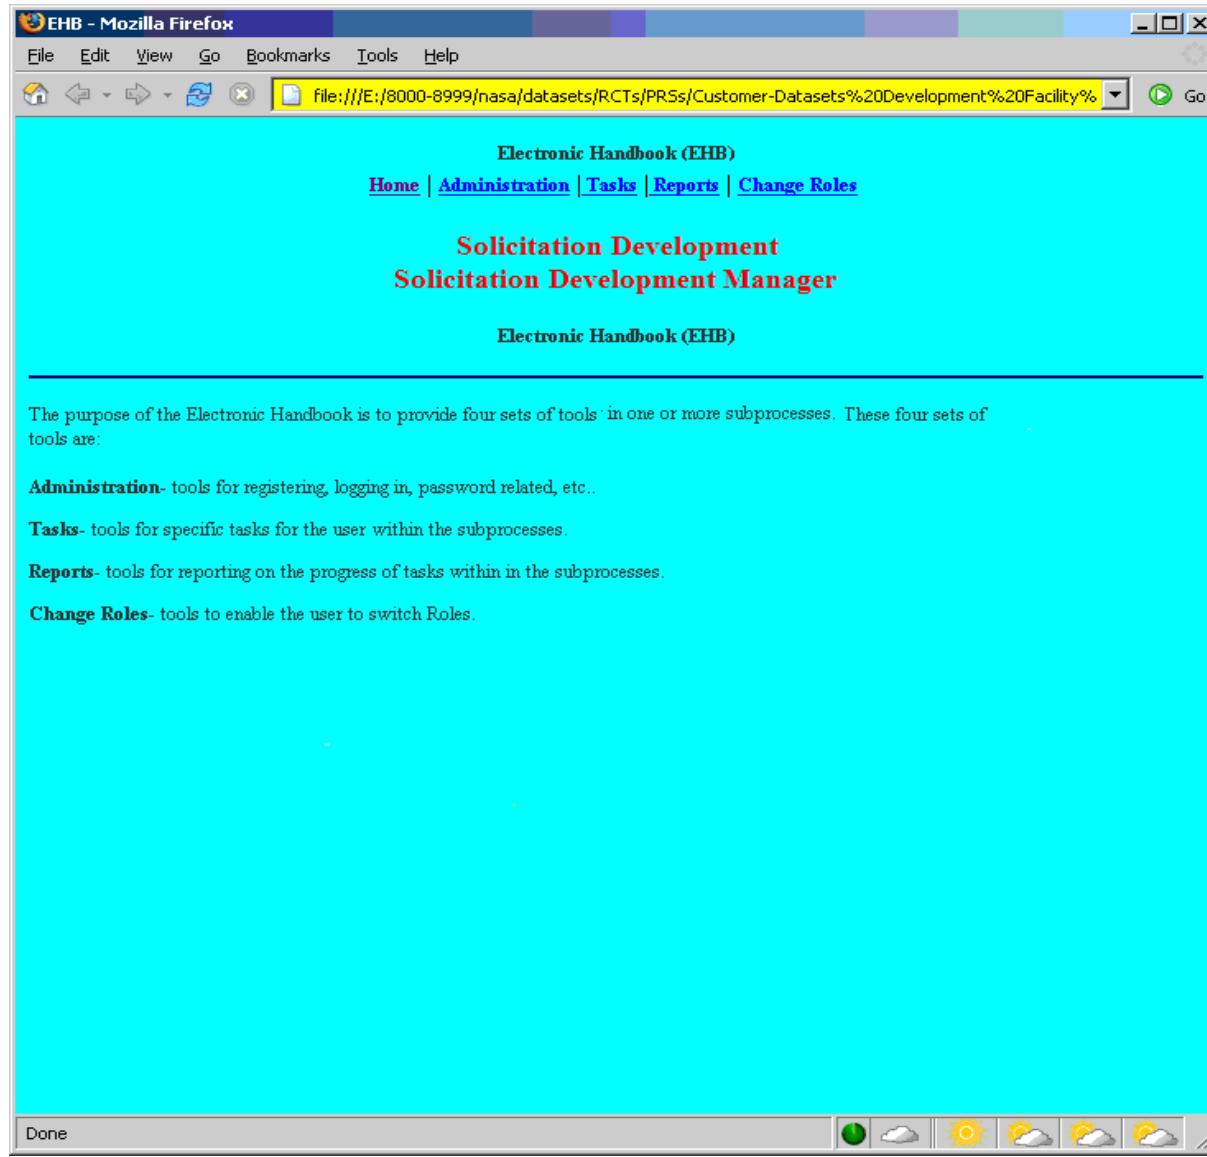 EHB - Mozilla Firefox
File Edit View Go Bookmarks Tools Help
file:///E:/8000-8999/nasa/datasets/RCTs/PRSs/Customer-Datasets%20Development%20Facility% Go
Electronic Handbook (EHB)
Home | Administration | Tasks | Reports | Change Roles
Solicitation Development
Solicitation Development Manager
Electronic Handbook (EHB)
The purpose of the Electronic Handbook is to provide four sets of tools in one or more subprocesses. These four sets of
tools are:
Administration- tools for registering, logging in, password related, etc..
Tasks- tools for specific tasks for the user within the subprocesses.
Reports- tools for reporting on the progress of tasks within in the subprocesses.
Change Roles- tools to enable the user to switch Roles.
Done